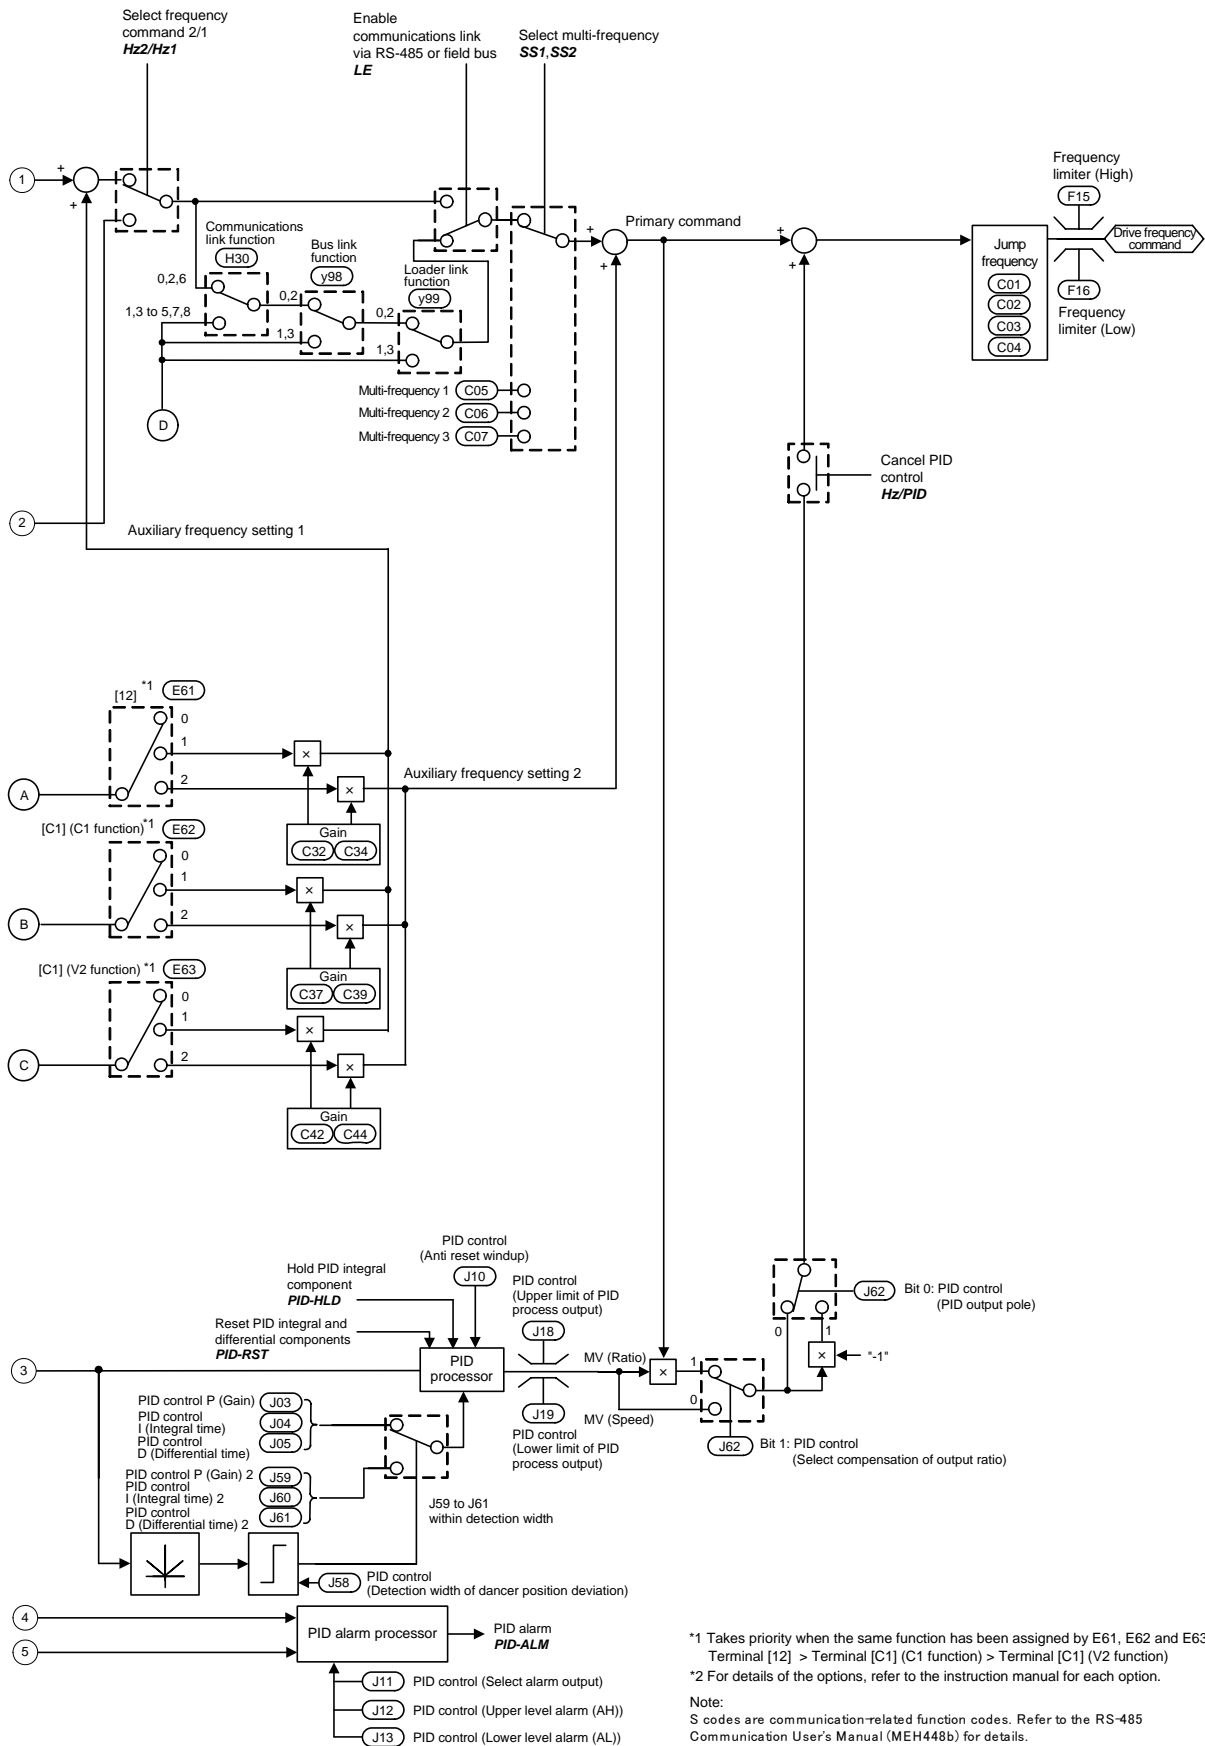 Select frequency
command 2/1
Hz2/Hz1
Enable
communications link
via RS-485 or field bus
LE
Select multi-frequency
SS1,SS2
1
+
+
Communications
link function
H30
0,2,6
1,3 to 5,7,8
Bus link
function
y98
0,2
1,3
Loader link
function
y99
0,2
1,3
D
Multi-frequency 1 C05
Multi-frequency 2 C06
Multi-frequency 3 C07
+
+
Primary command
+
+
Jump
frequency
C01
C02
C03
C04
Frequency
limiter (High)
F15
Drive frequency
command
F16
Frequency
limiter (Low)
Cancel PID
control
Hz/PID
2
Auxiliary frequency setting 1
[12] *1 E61
0
1
2
A
×
×
Auxiliary frequency setting 2
Gain
C32 C34
[C1] (C1 function)*1 E62
0
1
2
B
×
×
Gain
C37 C39
[C1] (V2 function) *1 E63
0
1
2
C
×
×
Gain
C42 C44
PID control
(Anti reset windup)
J10
Hold PID integral
component
PID-HLD
Reset PID integral and
differential components
PID-RST
PID control
(Upper limit of PID
process output)
J18
3
PID
processor
MV (Ratio)
MV (Speed)
J19
PID control
(Lower limit of PID
process output)
×
1
0
J62 Bit 1: PID control
(Select compensation of output ratio)
J62 Bit 0: PID control
(PID output pole)
0
1
×
"-1"
PID control P (Gain) J03
PID control
I (Integral time) J04
PID control
D (Differential time) J05
PID control P (Gain) 2 J59
PID control
I (Integral time) 2 J60
PID control
D (Differential time) 2 J61
J59 to J61
within detection width
J58 PID control
(Detection width of dancer position deviation)
4
5
PID alarm processor
PID alarm
PID-ALM
J11 PID control (Select alarm output)
J12 PID control (Upper level alarm (AH))
J13 PID control (Lower level alarm (AL))
*1 Takes priority when the same function has been assigned by E61, E62 and E63
Terminal [12] > Terminal [C1] (C1 function) > Terminal [C1] (V2 function)
*2 For details of the options, refer to the instruction manual for each option.
Note:
S codes are communication-related function codes. Refer to the RS-485
Communication User's Manual (MEH448b) for details.